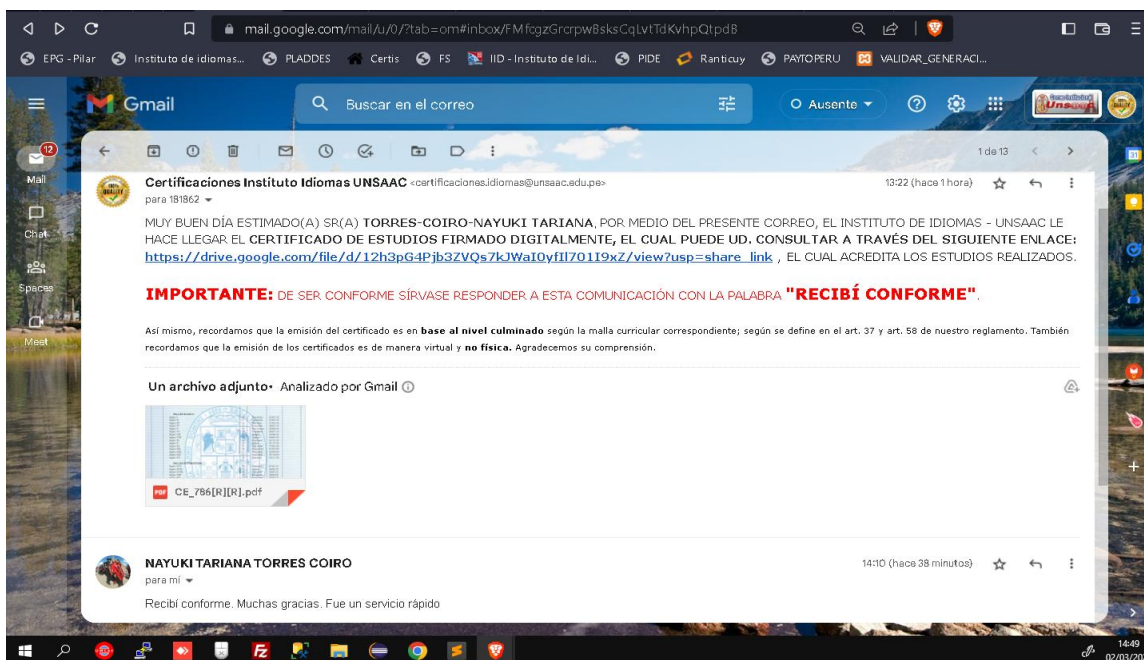 mail.google.com/mail/u/0/?tab=om#inbox/FMfcgzGrcrpwBsksCqLvtTdKvhpQtpdB
EPG - Pilar Instituto de idiomas... PLADDES Certis FS IID - Instituto de Idi... PIDE Ranticuy PAYTOPERU VALIDAR_GENERACI...
Gmail Buscar en el correo Ausente
12
Mail
Chat
Spaces
Meet
1 de 13
Certificaciones Instituto Idiomas UNSAAC <certificaciones.idiomas@unsaac.edu.pe> 13:22 (hace 1 hora)
para 181862
MUY BUEN DÍA ESTIMADO(A) SR(A) TORRES-COIRO-NAYUKI TARIANA, POR MEDIO DEL PRESENTE CORREO, EL INSTITUTO DE IDIOMAS - UNSAAC LE
HACE LLEGAR EL CERTIFICADO DE ESTUDIOS FIRMADO DIGITALMENTE, EL CUAL PUEDE UD. CONSULTAR A TRAVÉS DEL SIGUIENTE ENLACE:
https://drive.google.com/file/d/12h3pG4Pjb3ZVQs7kJWaI0yfIl701I9xZ/view?usp=share_link , EL CUAL ACREDITA LOS ESTUDIOS REALIZADOS.
IMPORTANTE: DE SER CONFORME SÍRVASE RESPONDER A ESTA COMUNICACIÓN CON LA PALABRA "RECIBÍ CONFORME".
Así mismo, recordamos que la emisión del certificado es en base al nivel culminado según la malla curricular correspondiente; según se define en el art. 37 y art. 58 de nuestro reglamento. También
recordamos que la emisión de los certificados es de manera virtual y no física. Agradecemos su comprensión.
Un archivo adjunto• Analizado por Gmail
PDF CE_786[R][R].pdf
NAYUKI TARIANA TORRES COIRO 14:10 (hace 38 minutos)
para mí
Recibí conforme. Muchas gracias. Fue un servicio rápido
14:49
02/03/20